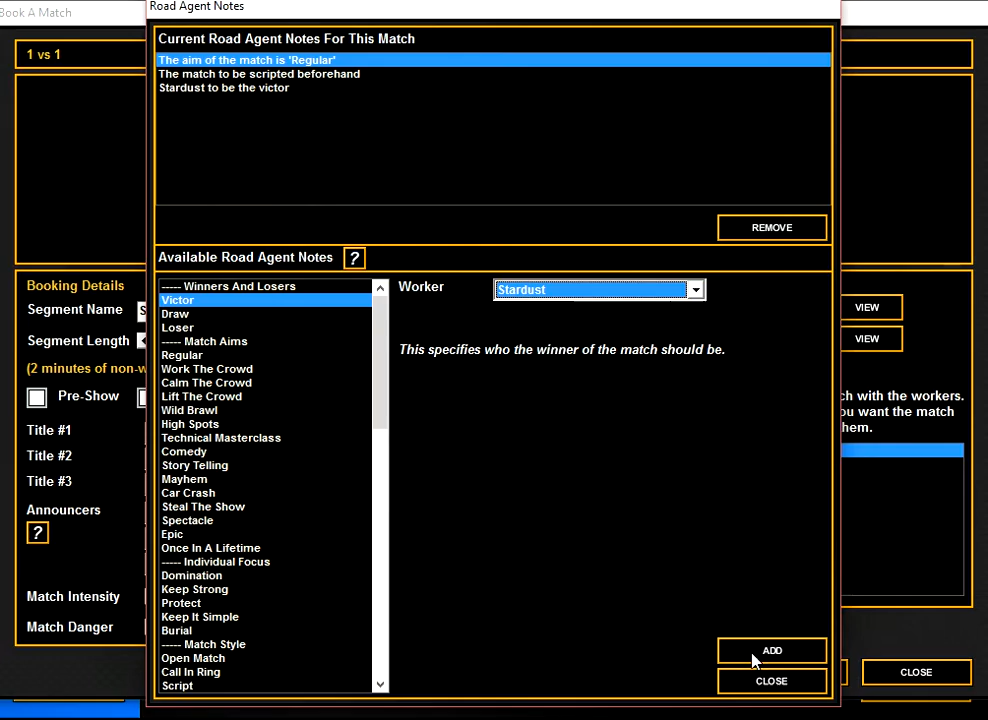 Book A Match
Road Agent Notes
1 vs 1
Current Road Agent Notes For This Match
The aim of the match is 'Regular'
The match to be scripted beforehand
Stardust to be the victor
REMOVE
Available Road Agent Notes ?
----- Winners And Losers
Victor
Draw
Loser
----- Match Aims
Regular
Work The Crowd
Calm The Crowd
Lift The Crowd
Wild Brawl
High Spots
Technical Masterclass
Comedy
Story Telling
Mayhem
Car Crash
Steal The Show
Spectacle
Epic
Once In A Lifetime
----- Individual Focus
Domination
Keep Strong
Protect
Keep It Simple
Burial
----- Match Style
Open Match
Call In Ring
Script
Worker
Stardust
This specifies who the winner of the match should be.
ADD
CLOSE
Booking Details
Segment Name S
Segment Length
(2 minutes of non-w
Pre-Show
Title #1
Title #2
Title #3
Announcers
?
Match Intensity
Match Danger
VIEW
VIEW
ch with the workers.
ou want the match
hem.
CLOSE